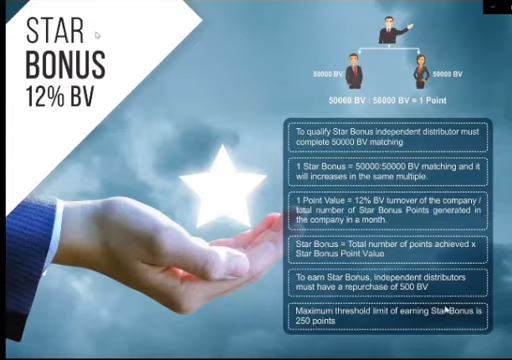 STAR
BONUS
12% BV
50000 BV
50000 BV
50000 BV : 50000 BV = 1 Point
To qualify Star Bonus independent distributor must
complete 50000 BV matching
1 Star Bonus = 50000:50000 BV matching and it
will increases in the same multiple.
1 Point Value = 12% BV turnover of the company /
total number of Star Bonus Points generated in
the company in a month.
Star Bonus = Total number of points achieved x
Star Bonus Point Value
To earn Star Bonus, independent distributors
must have a repurchase of 500 BV
Maximum threshold limit of earning Star Bonus is
250 points